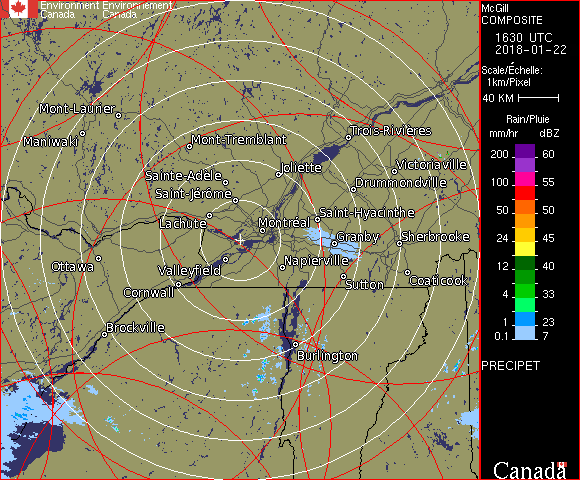 Environment Environnement
Canada Canada
McGill
COMPOSITE
1630 UTC
2018-01-22
Scale/Échelle:
1km/Pixel
40 KM
Rain/Pluie
mm/hr dBZ
200 60
150 57
100 55
50 50
24 45
12 40
4 33
1 23
0.1 7
PRECIPET
Canada
Mont-Laurier
Maniwaki
Mont-Tremblant
Trois-Rivières
Joliette
Victoriaville
Sainte-Adèle
Drummondville
Saint-Jérôme
Saint-Hyacinthe
Lachute
Montréal
Granby
Sherbrooke
Ottawa
Valleyfield
Napierville
Sutton
Coaticook
Cornwall
Brockville
Burlington